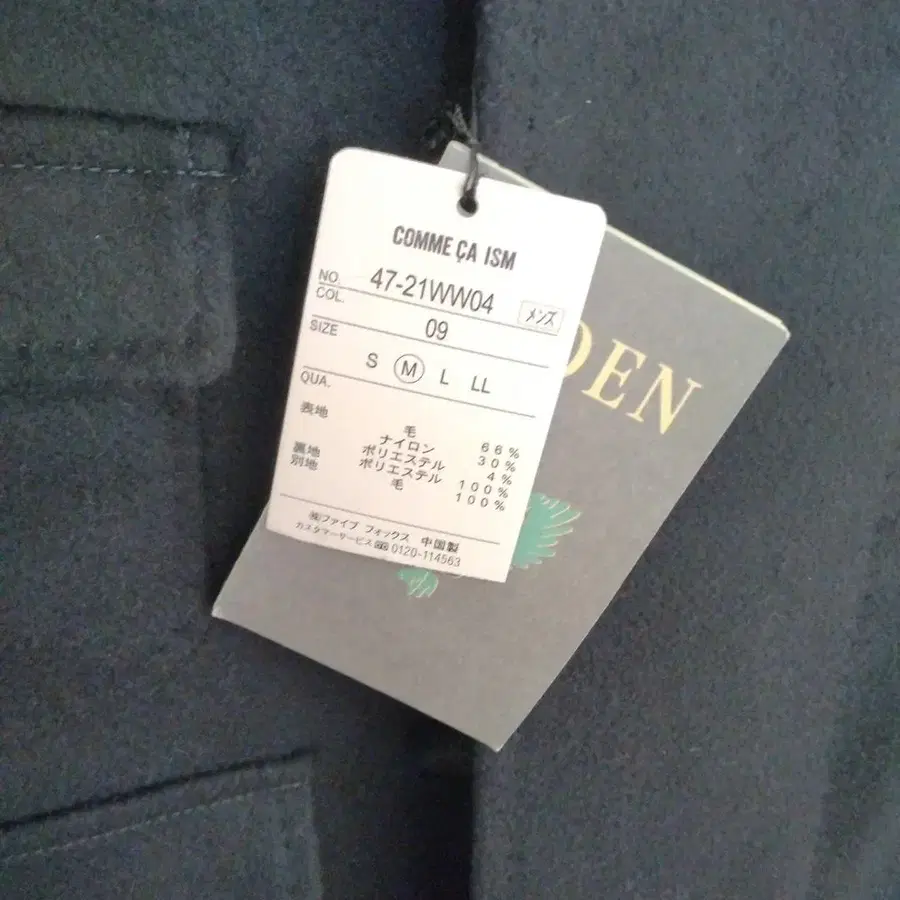 COMME ÇA ISM
NO. 47-21WW04 メンズ
COL. 09
SIZE
S M L LL
QUA.
表地 毛 66%
ナイロン 30%
ポリエステル 4%
裏地 ポリエステル 100%
別地 毛 100%
㈱ファイブ フォックス 中国製
カスタマーサービス 0120-114563
DEN